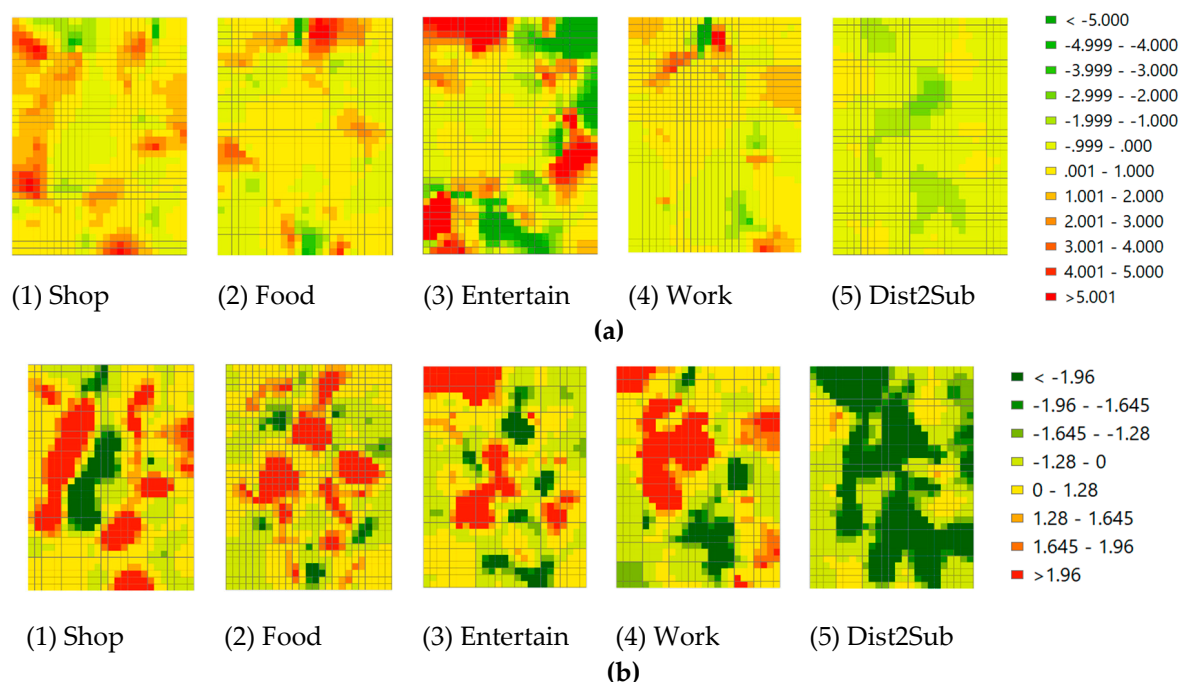 < -5.000
-4.999 - -4.000
-3.999 - -3.000
-2.999 - -2.000
-1.999 - -1.000
-.999 - .000
.001 - 1.000
1.001 - 2.000
2.001 - 3.000
3.001 - 4.000
4.001 - 5.000
>5.001
(1) Shop (2) Food (3) Entertain (4) Work (5) Dist2Sub
(a)
< -1.96
-1.96 - -1.645
-1.645 - -1.28
-1.28 - 0
0 - 1.28
1.28 - 1.645
1.645 - 1.96
>1.96
(1) Shop (2) Food (3) Entertain (4) Work (5) Dist2Sub
(b)